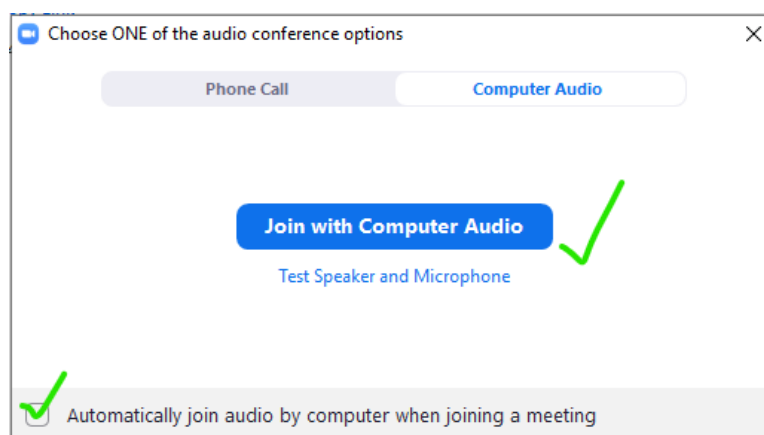 Choose ONE of the audio conference options
Phone Call
Computer Audio
Join with Computer Audio
Test Speaker and Microphone
Automatically join audio by computer when joining a meeting